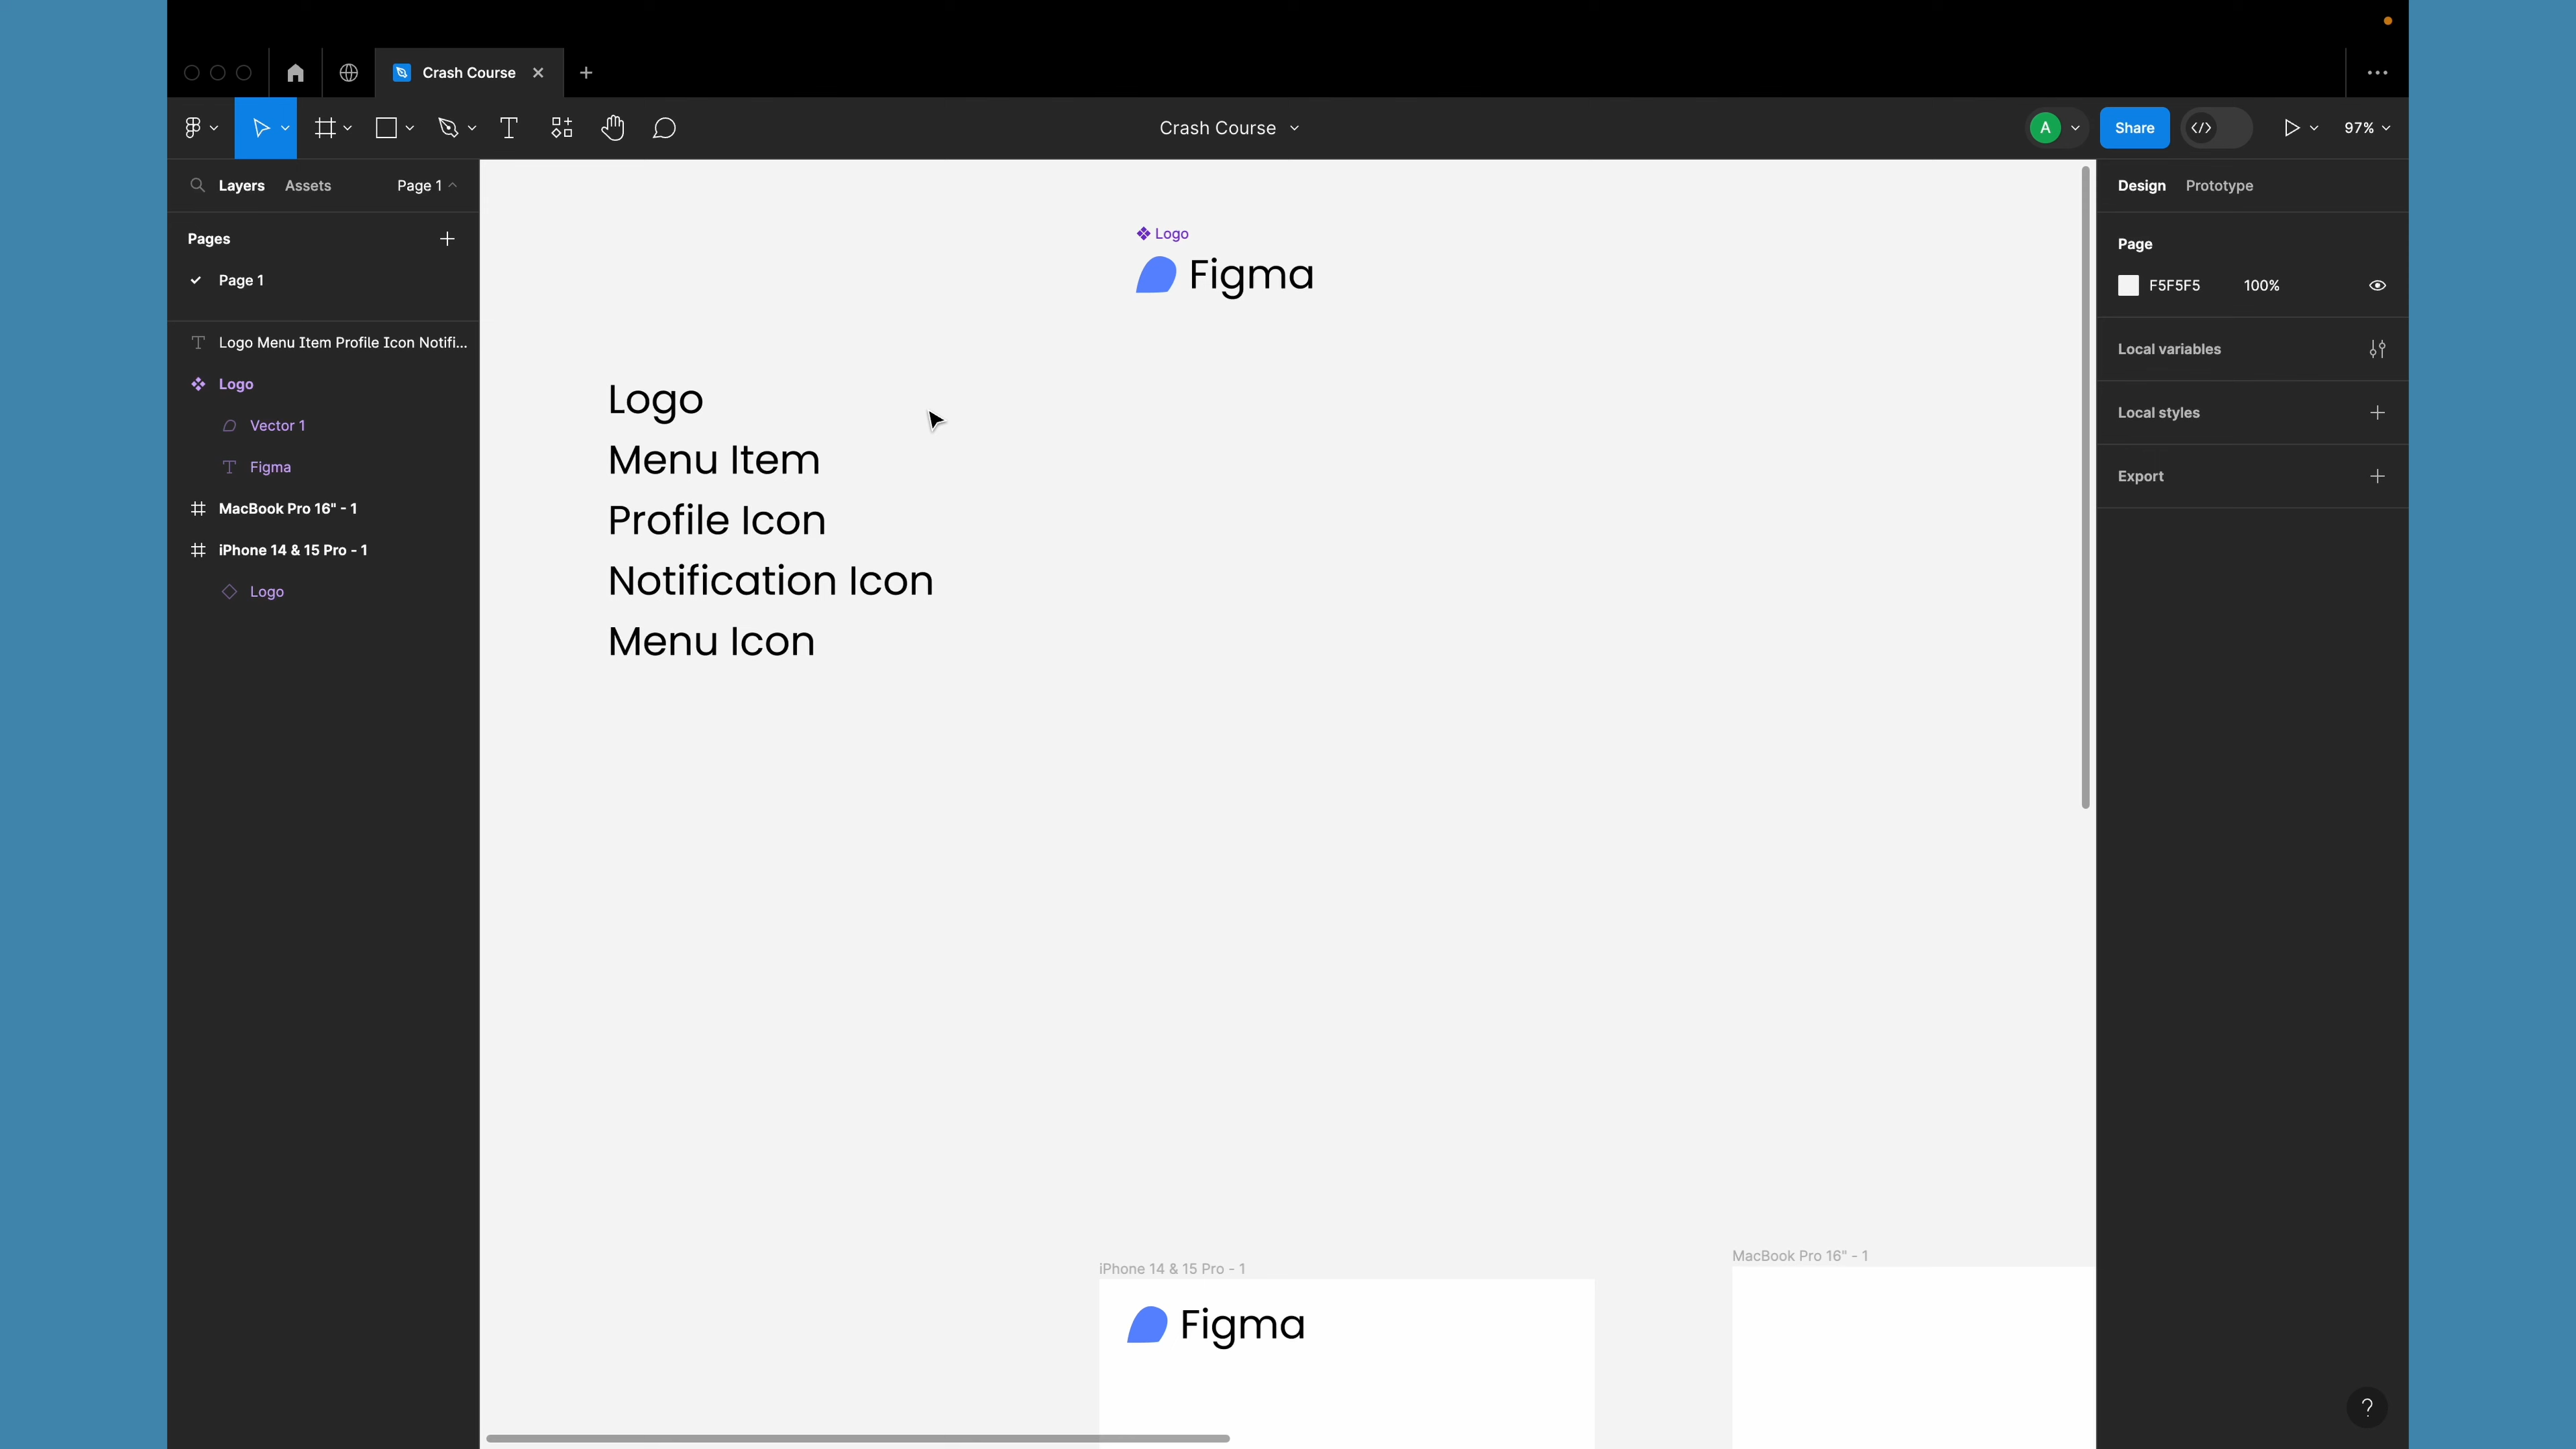 Crash Course
Crash Course
A
Share
97%
Layers
Assets
Page 1
Pages
Page 1
Logo Menu Item Profile Icon Notifi...
Logo
Vector 1
Figma
MacBook Pro 16" - 1
iPhone 14 & 15 Pro - 1
Logo
Logo
Figma
Logo
Menu Item
Profile Icon
Notification Icon
Menu Icon
iPhone 14 & 15 Pro - 1
Figma
MacBook Pro 16" - 1
Design
Prototype
Page
F5F5F5
100%
Local variables
Local styles
Export
?